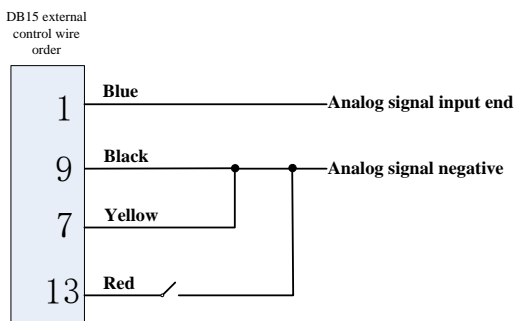 DB15 external
control wire
order
1
Blue
Analog signal input end
9
Black
Analog signal negative
7
Yellow
13
Red